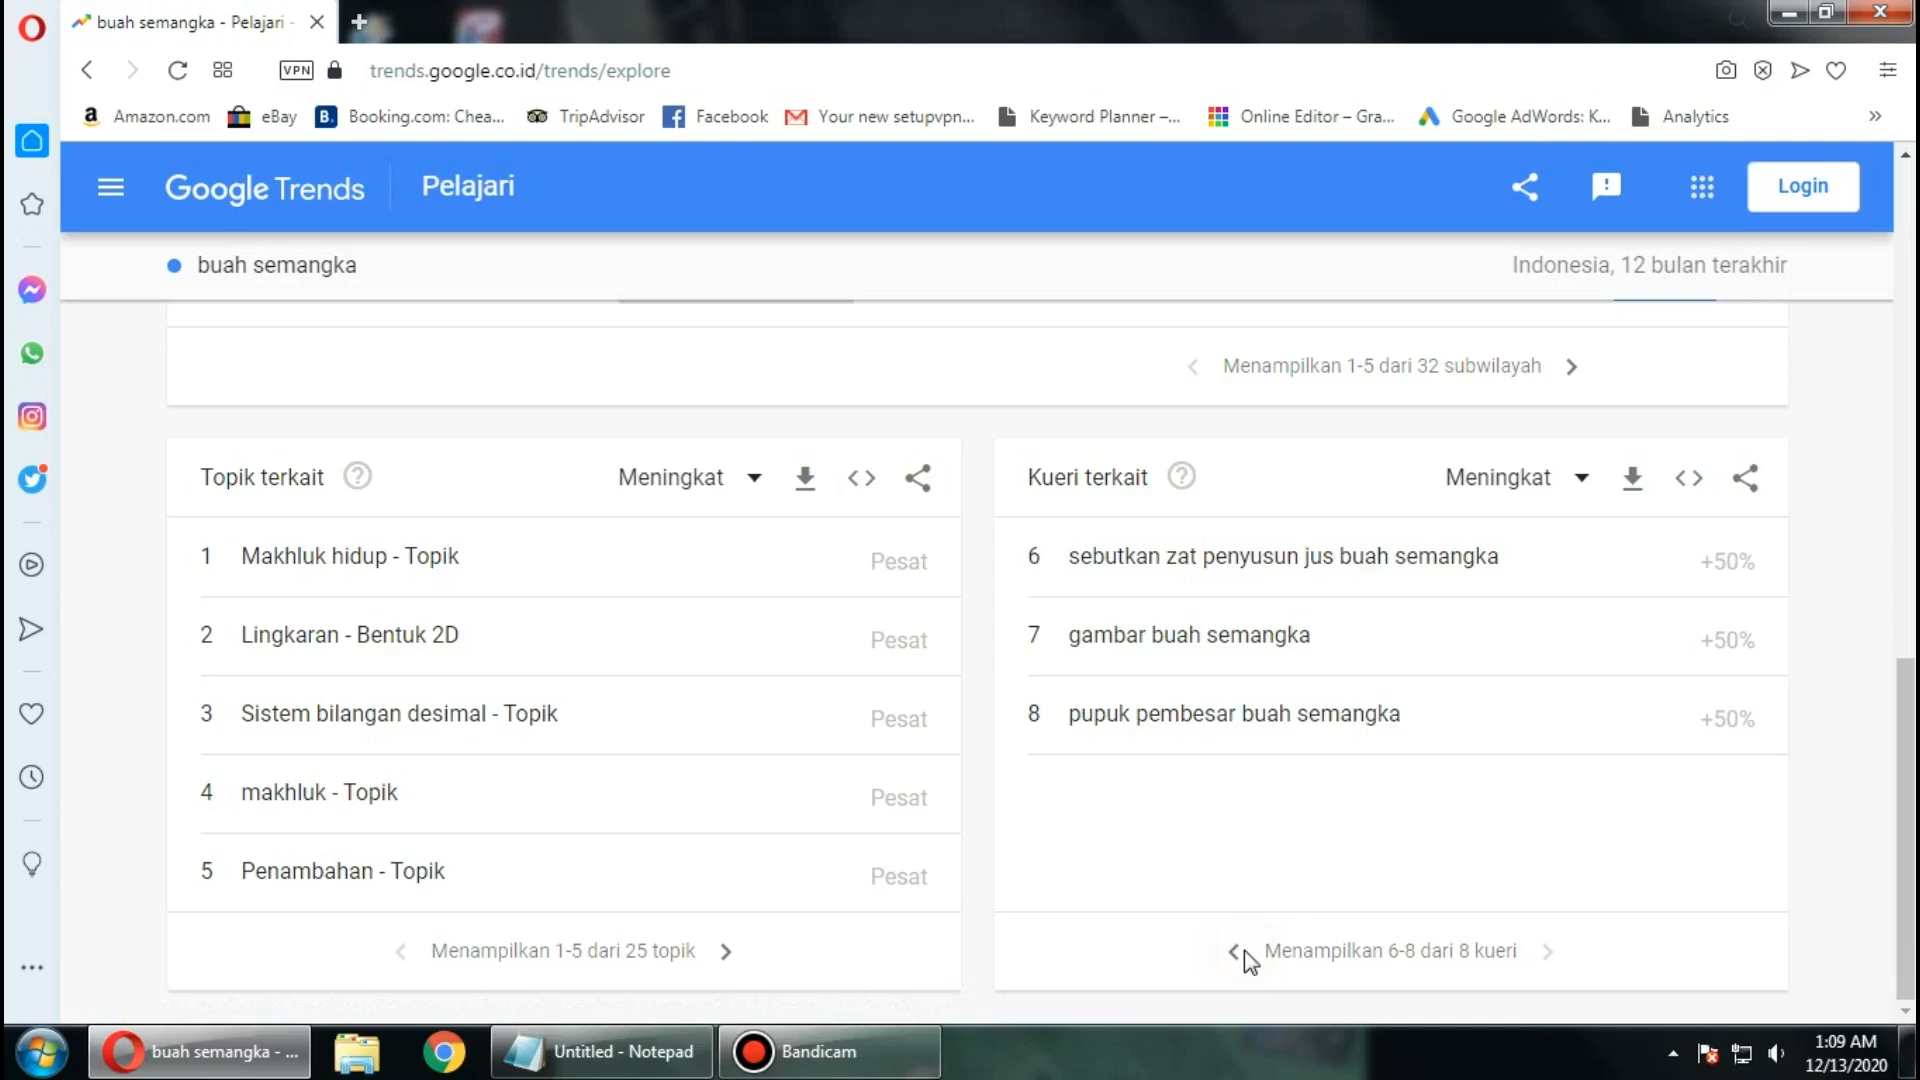 buah semangka - Pelajari -
VPN
trends.google.co.id/trends/explore
a Amazon.com eBay B. Booking.com: Chea... TripAdvisor Facebook Your new setupvpn... Keyword Planner –... Online Editor – Gra... Google AdWords: K... Analytics »
Google Trends Pelajari Login
buah semangka Indonesia, 12 bulan terakhir
Menampilkan 1-5 dari 32 subwilayah
Topik terkait ? Meningkat
1 Makhluk hidup - Topik Pesat
2 Lingkaran - Bentuk 2D Pesat
3 Sistem bilangan desimal - Topik Pesat
4 makhluk - Topik Pesat
5 Penambahan - Topik Pesat
Menampilkan 1-5 dari 25 topik
Kueri terkait ? Meningkat
6 sebutkan zat penyusun jus buah semangka +50%
7 gambar buah semangka +50%
8 pupuk pembesar buah semangka +50%
Menampilkan 6-8 dari 8 kueri
buah semangka - ... Untitled - Notepad Bandicam
1:09 AM
12/13/2020